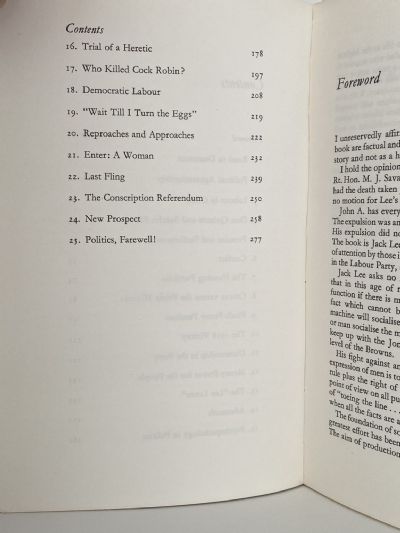 Contents
16. Trial of a Heretic 178
17. Who Killed Cock Robin? 197
18. Democratic Labour 208
19. "Wait Till I Turn the Eggs" 219
20. Reproaches and Approaches 222
21. Enter: A Woman 232
22. Last Fling 239
23. The Conscription Referendum 250
24. New Prospect 258
25. Politics, Farewell! 277
Foreword
I unreservedly affir
book are factual and
story and not as a h
I hold the opinion
Rt. Hon. M. J. Sava
had the death taken
no motive for Lee's
John A. has every
The expulsion was an
His expulsion did no
The book is Jack Lee
of attention by those i
in the Labour Party,
Jack Lee asks no
that in this age of
function if there is m
fact which cannot b
machine will socialise
or man socialise the m
keep up with the Jon
level of the Browns.
His fight against an
expression of men is to
rule plus the right of
point of view on all pu
of "toeing the line . . .
when all the facts are a
The foundation of so
greatest effort has been
The aim of production